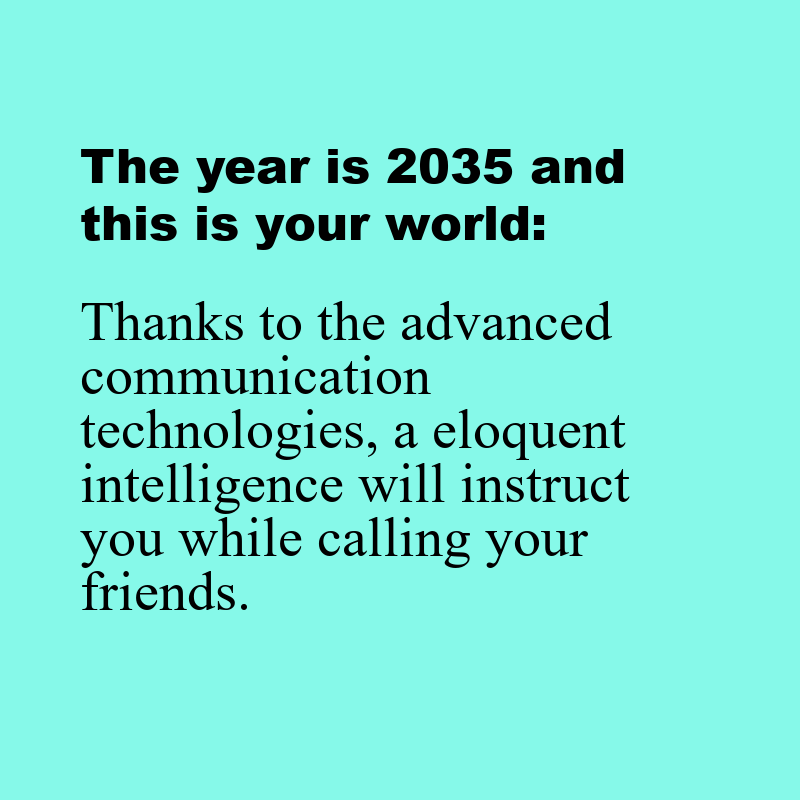 The year is 2035 and
this is your world:
Thanks to the advanced
communication
technologies, a eloquent
intelligence will instruct
you while calling your
friends.